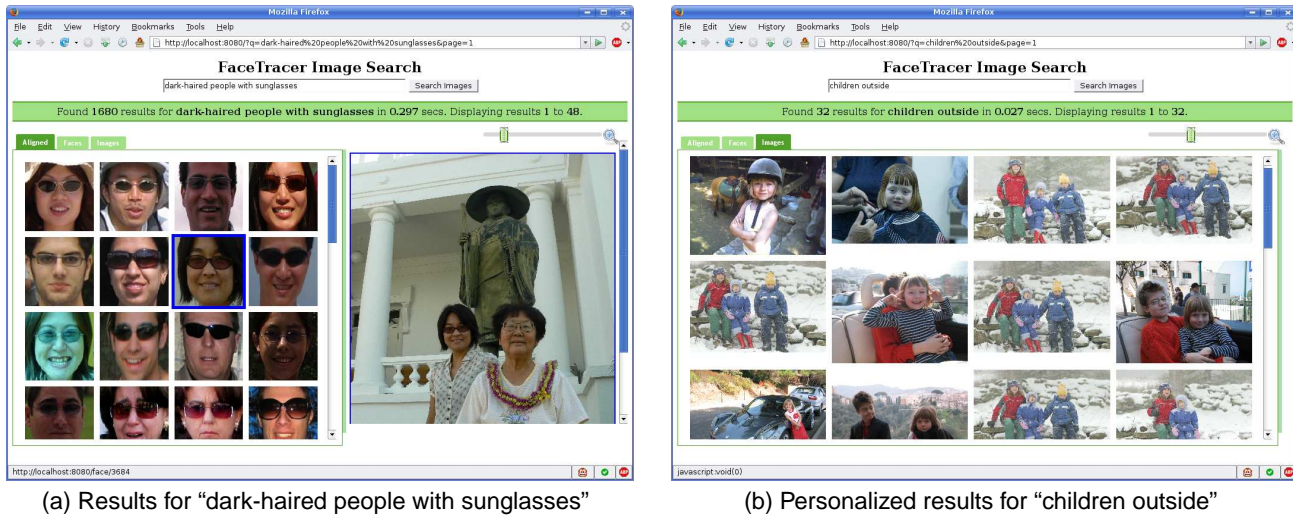 Mozilla Firefox
File Edit View History Bookmarks Tools Help
http://localhost:8080/?q=dark-haired%20people%20with%20sunglasses&page=1
FaceTracer Image Search
dark-haired people with sunglasses Search Images
Found 1680 results for dark-haired people with sunglasses in 0.297 secs. Displaying results 1 to 48.
Aligned Faces Images
http://localhost:8080/face/3684
(a) Results for “dark-haired people with sunglasses”
Mozilla Firefox
File Edit View History Bookmarks Tools Help
http://localhost:8080/?q=children%20outside&page=1
FaceTracer Image Search
children outside Search Images
Found 32 results for children outside in 0.027 secs. Displaying results 1 to 32.
Aligned Faces Images
javascript:void(0)
(b) Personalized results for “children outside”